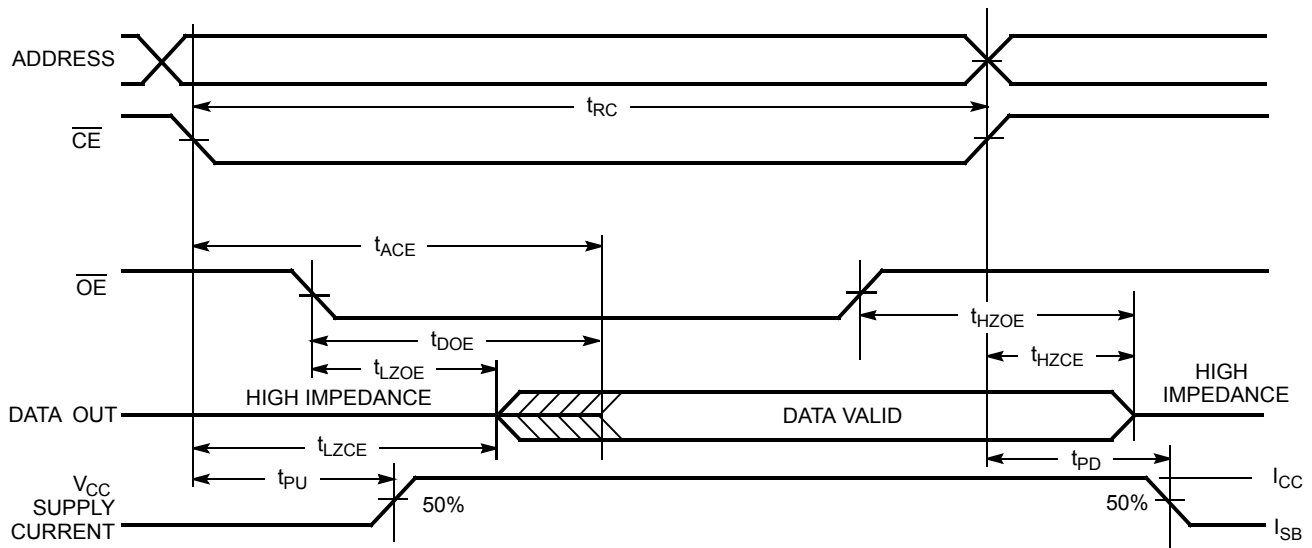 ADDRESS
tRC
CE
tACE
OE
tHZOE
tDOE
tHZCE
tLZOE
HIGH IMPEDANCE
HIGH
IMPEDANCE
DATA OUT
DATA VALID
tLZCE
tPD
tPU
VCC
SUPPLY
CURRENT
50%
50%
ICC
ISB